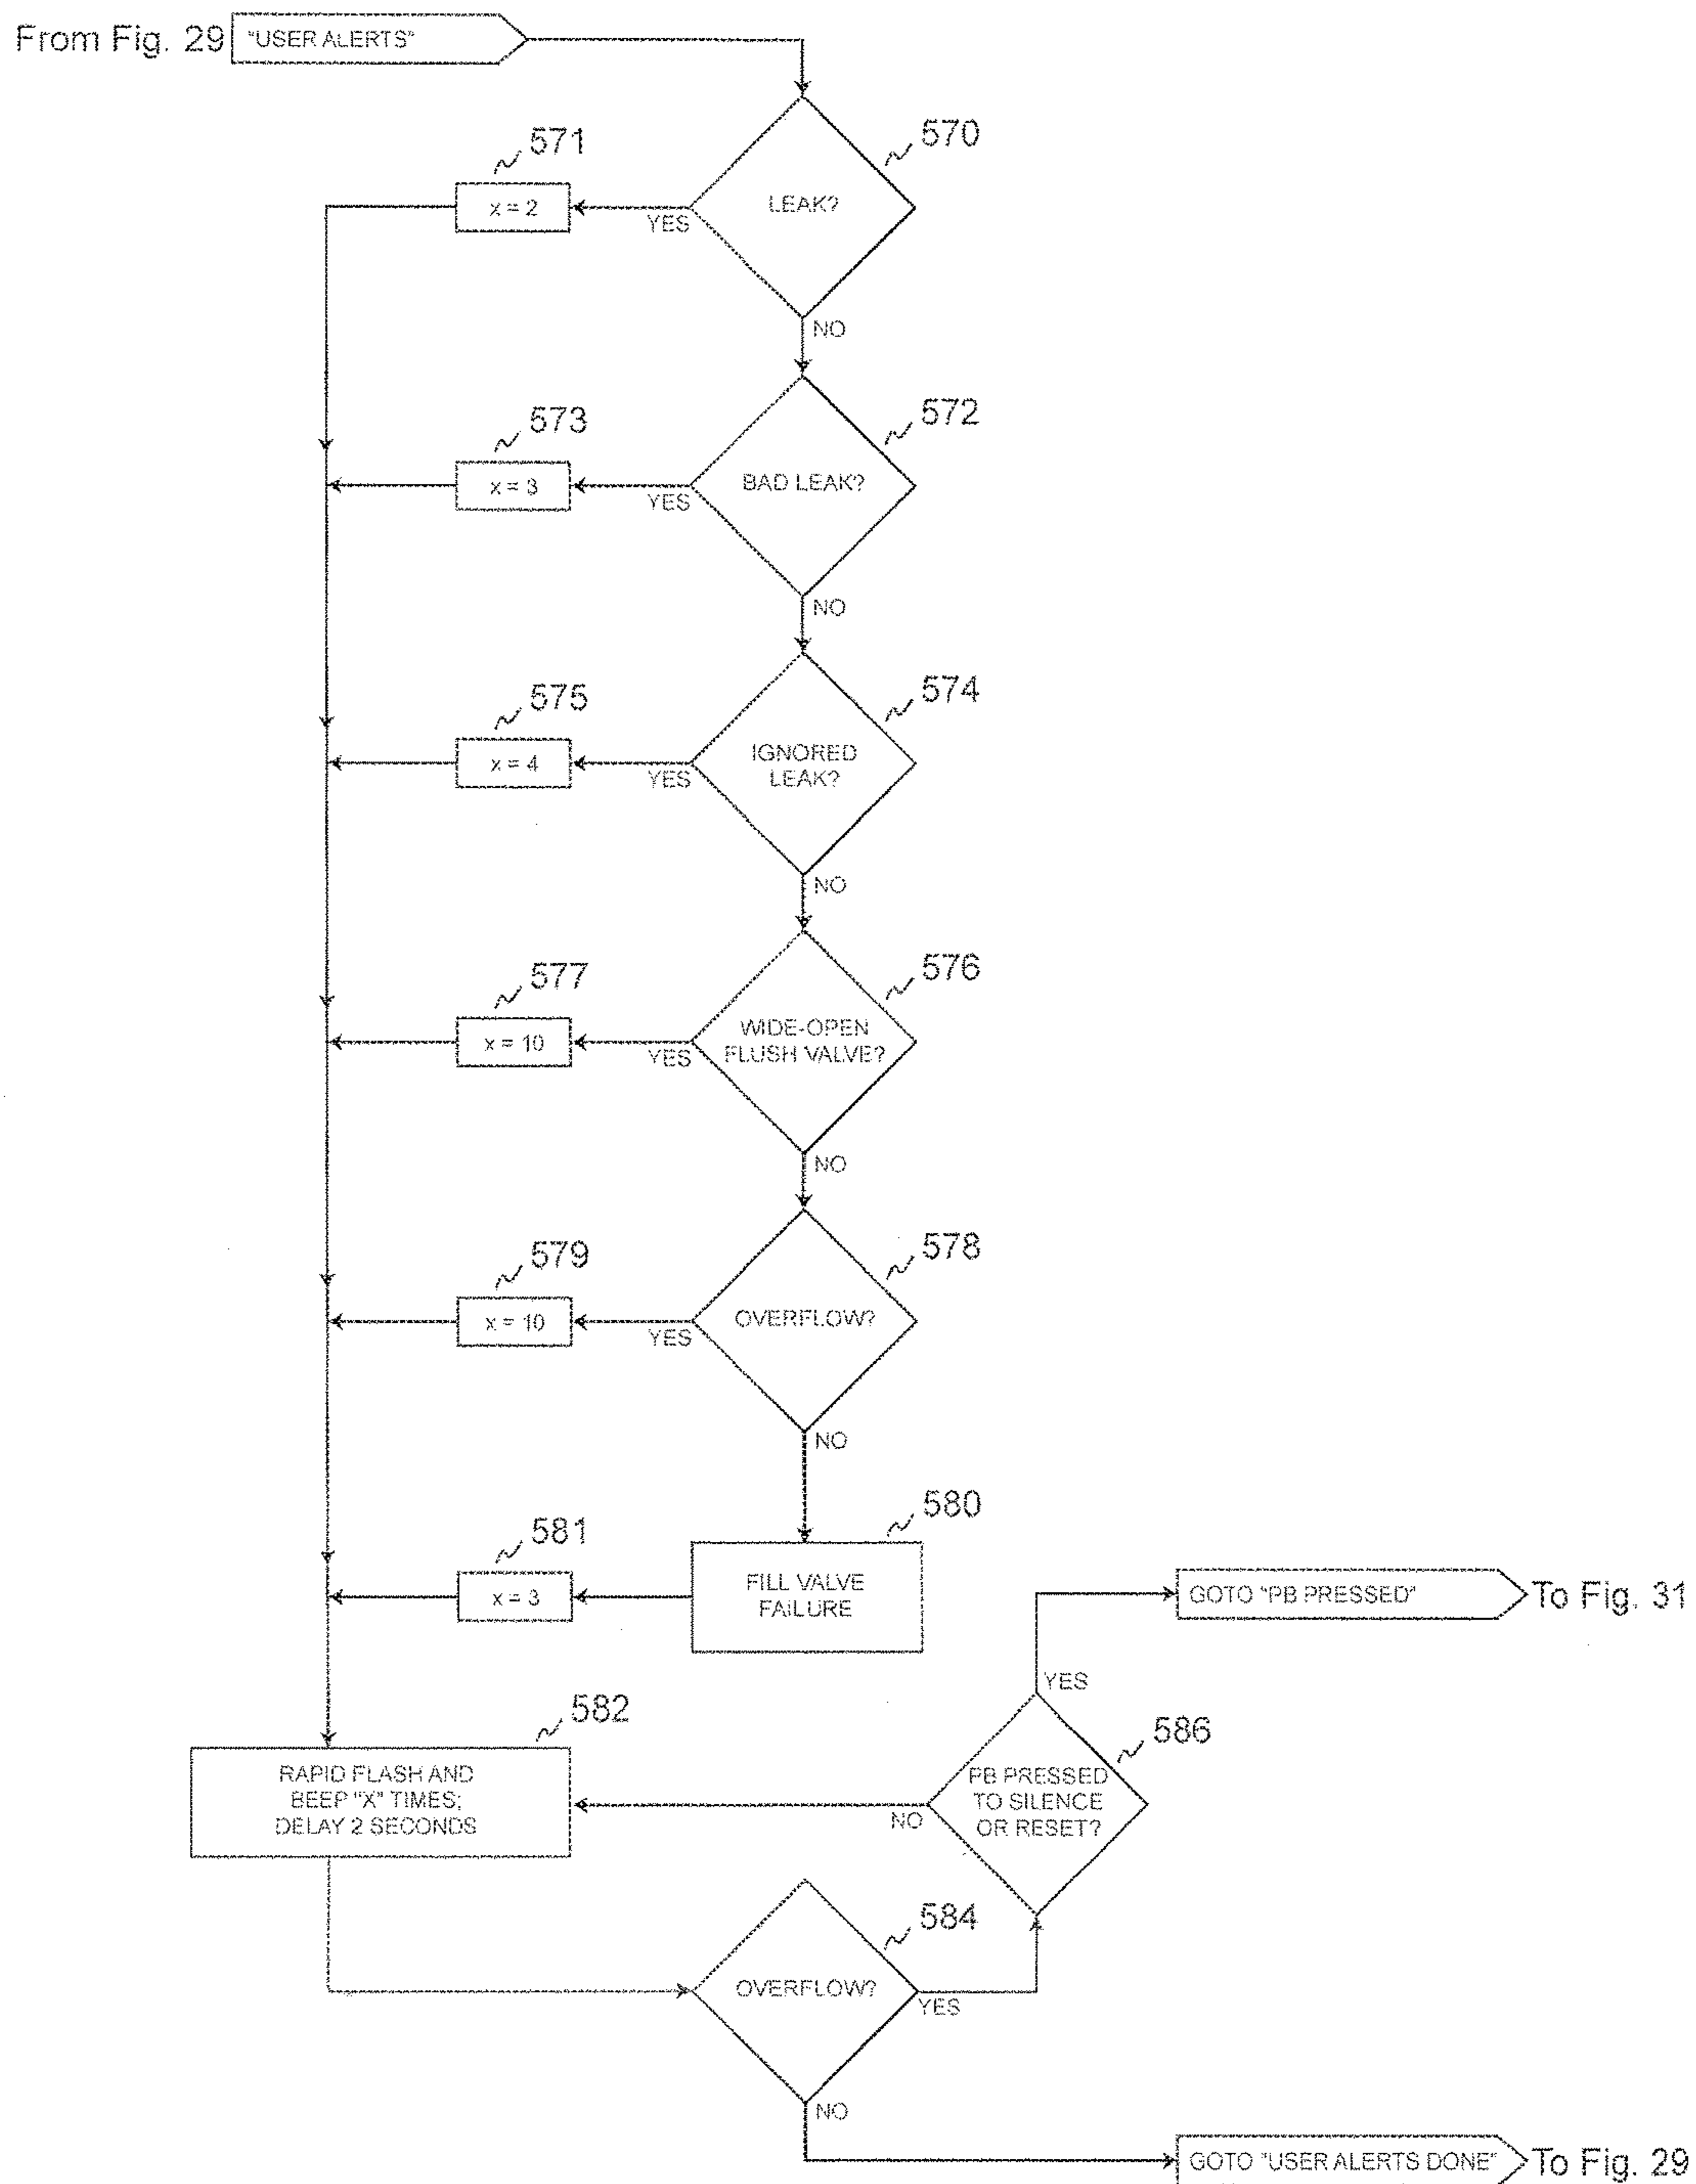 From Fig. 29
"USER ALERTS"
570
LEAK?
571
x = 2
YES
NO
572
BAD LEAK?
573
x = 3
YES
NO
574
IGNORED
LEAK?
575
x = 4
YES
NO
576
WIDE-OPEN
FLUSH VALVE?
577
x = 10
YES
NO
578
OVERFLOW?
579
x = 10
YES
NO
580
FILL VALVE
FAILURE
581
x = 3
GOTO "PB PRESSED"
To Fig. 31
YES
582
RAPID FLASH AND
BEEP "X" TIMES;
DELAY 2 SECONDS
586
PB PRESSED
TO SILENCE
OR RESET?
NO
584
OVERFLOW?
YES
NO
GOTO "USER ALERTS DONE"
To Fig. 29